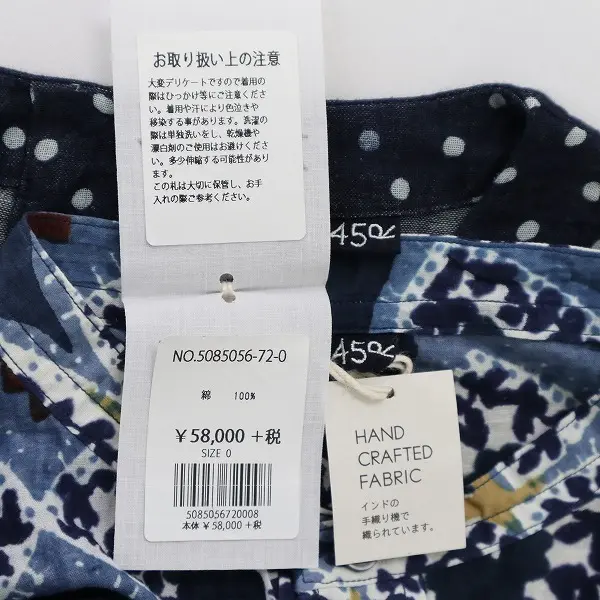 お取り扱い上の注意
大変デリケートですので着用の
際はひっかけ等にご注意くださ
い。着用や汗により色泣きや
移染する事があります。洗濯の
際は単独洗いをし、乾燥機や
漂白剤のご使用はお避けくださ
い。多少伸縮する可能性があり
ます。
この札は大切に保管し、お手
入れの際ご参考ください。
45R
NO.5085056-72-0
綿 100%
¥58,000 +税
SIZE 0
5085056720008
本体 ¥58,000 +税
45R
HAND
CRAFTED
FABRIC
インドの
手織り機で
織られています。